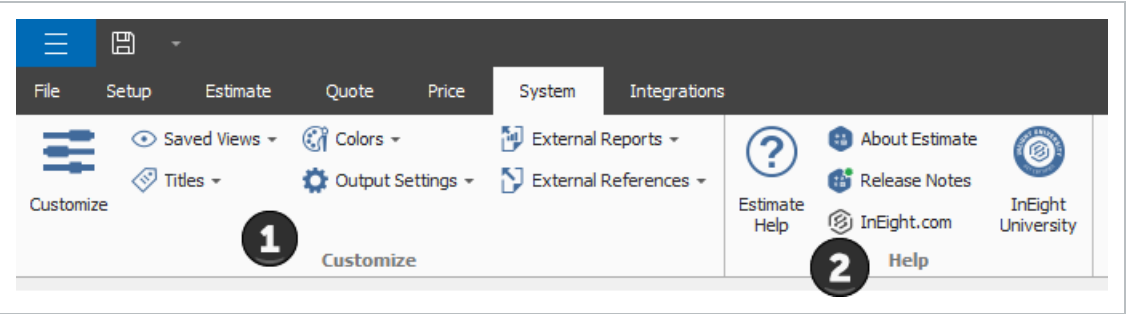 File Setup Estimate Quote Price System Integrations
Customize
Saved Views
Titles
Colors
Output Settings
External Reports
External References
1
Customize
Estimate
Help
About Estimate
Release Notes
InEight.com
InEight
University
2
Help